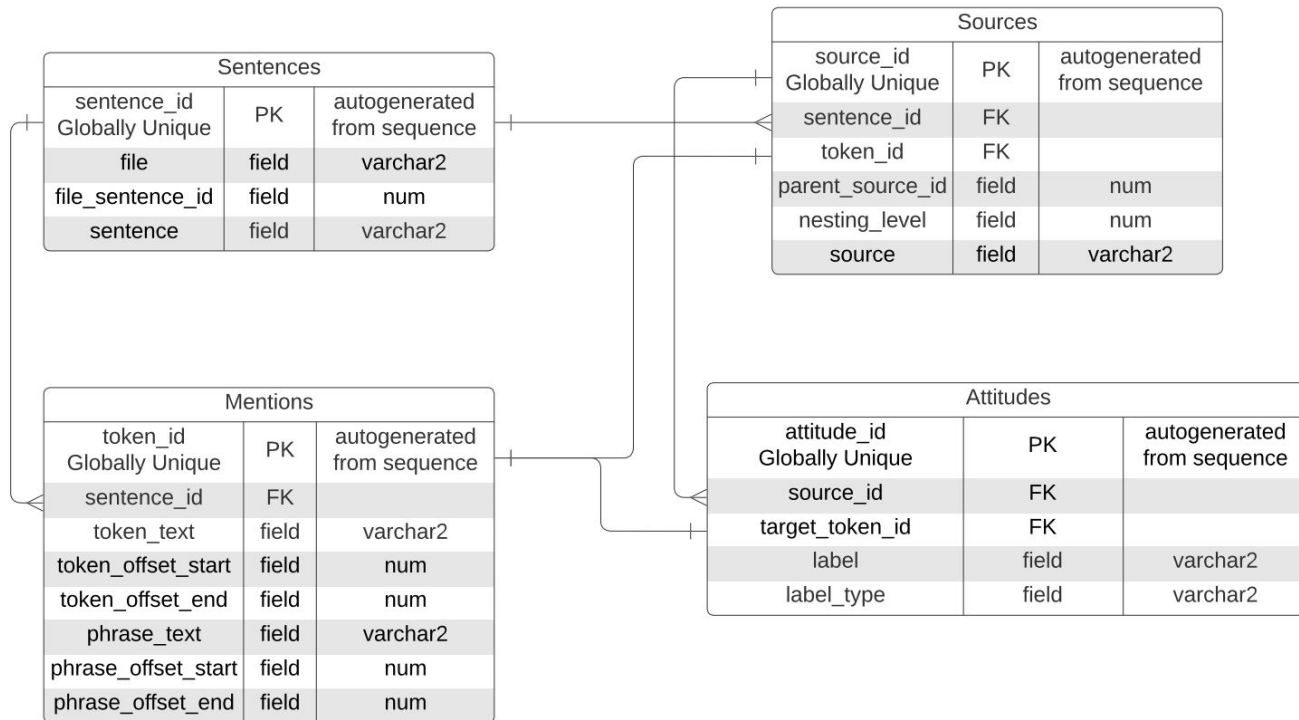 Sentences
sentence_id
Globally Unique
PK
autogenerated
from sequence
file
field
varchar2
file_sentence_id
field
num
sentence
field
varchar2
Sources
source_id
Globally Unique
PK
autogenerated
from sequence
sentence_id
FK
token_id
FK
parent_source_id
field
num
nesting_level
field
num
source
field
varchar2
Mentions
token_id
Globally Unique
PK
autogenerated
from sequence
sentence_id
FK
token_text
field
varchar2
token_offset_start
field
num
token_offset_end
field
num
phrase_text
field
varchar2
phrase_offset_start
field
num
phrase_offset_end
field
num
Attitudes
attitude_id
Globally Unique
PK
autogenerated
from sequence
source_id
FK
target_token_id
FK
label
field
varchar2
label_type
field
varchar2